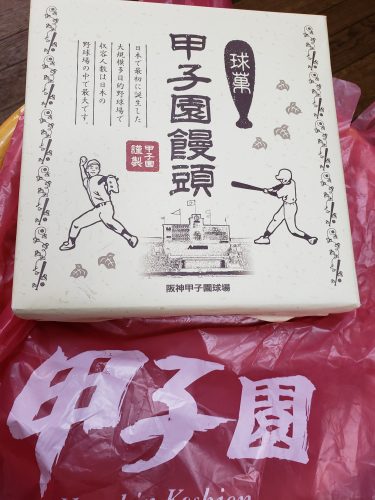 球菓
甲子園饅頭
日本で最初に誕生した
大規模多目的野球場で
収容人数は日本の
野球場の中で最大です。
甲子園
謹製
阪神甲子園球場
甲子園
Koshien